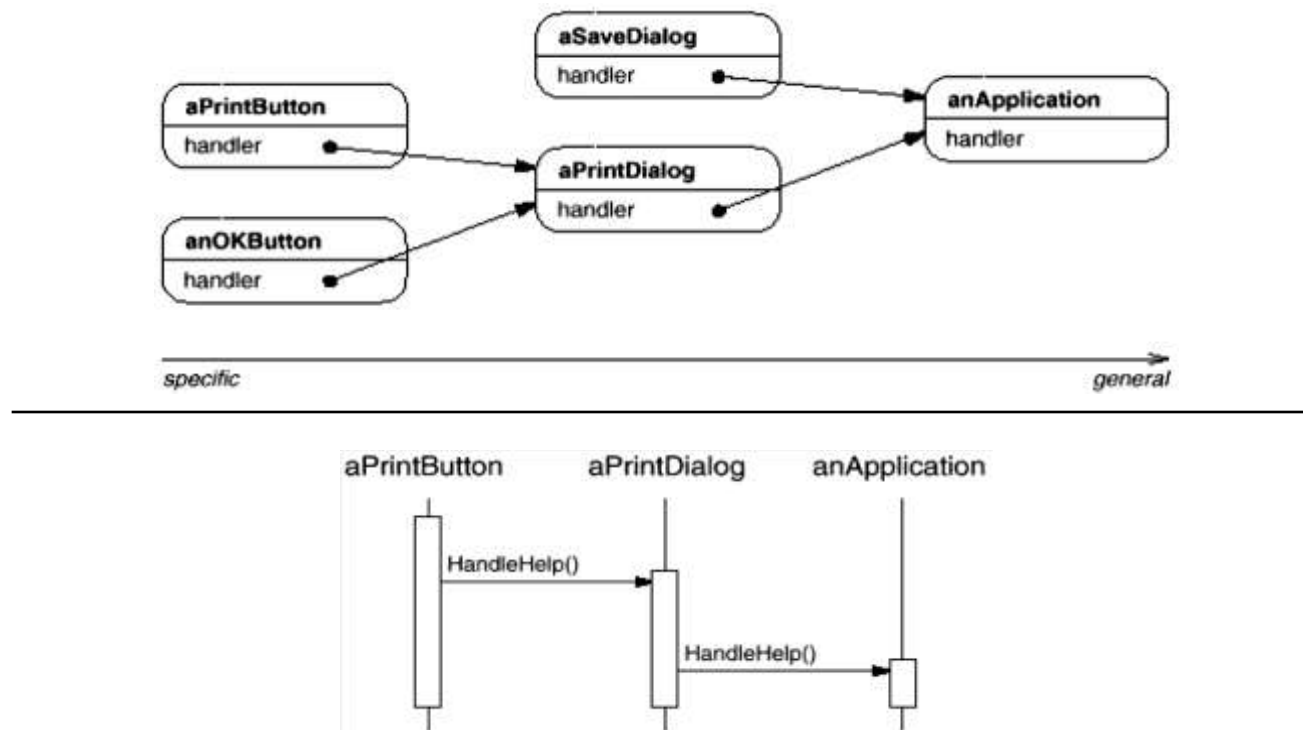 aSaveDialog
handler
aPrintButton
handler
anApplication
handler
aPrintDialog
handler
anOKButton
handler
specific
general
aPrintButton
aPrintDialog
anApplication
HandleHelp()
HandleHelp()